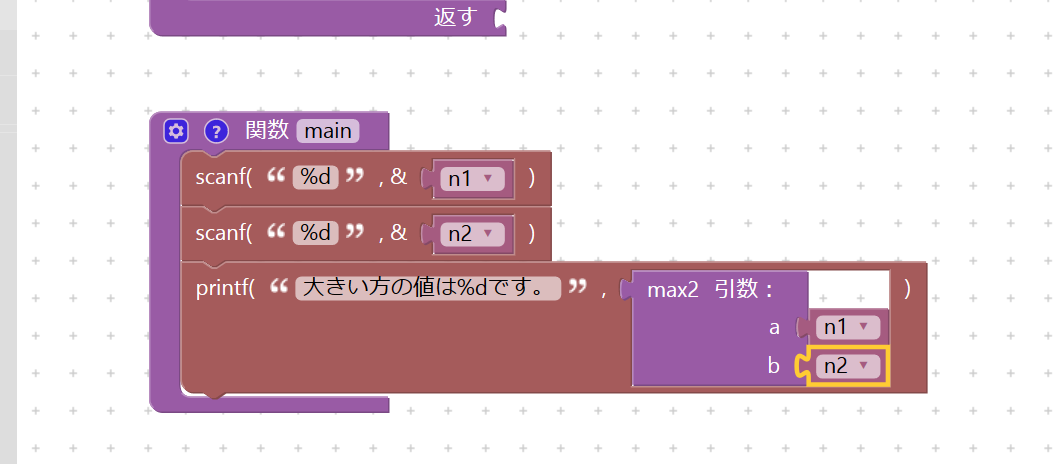 返す
? 関数 main
scanf( “ %d ” , & n1 )
scanf( “ %d ” , & n2 )
printf( “ 大きい方の値は%dです。 ” , max2 引数： )
a n1
b n2